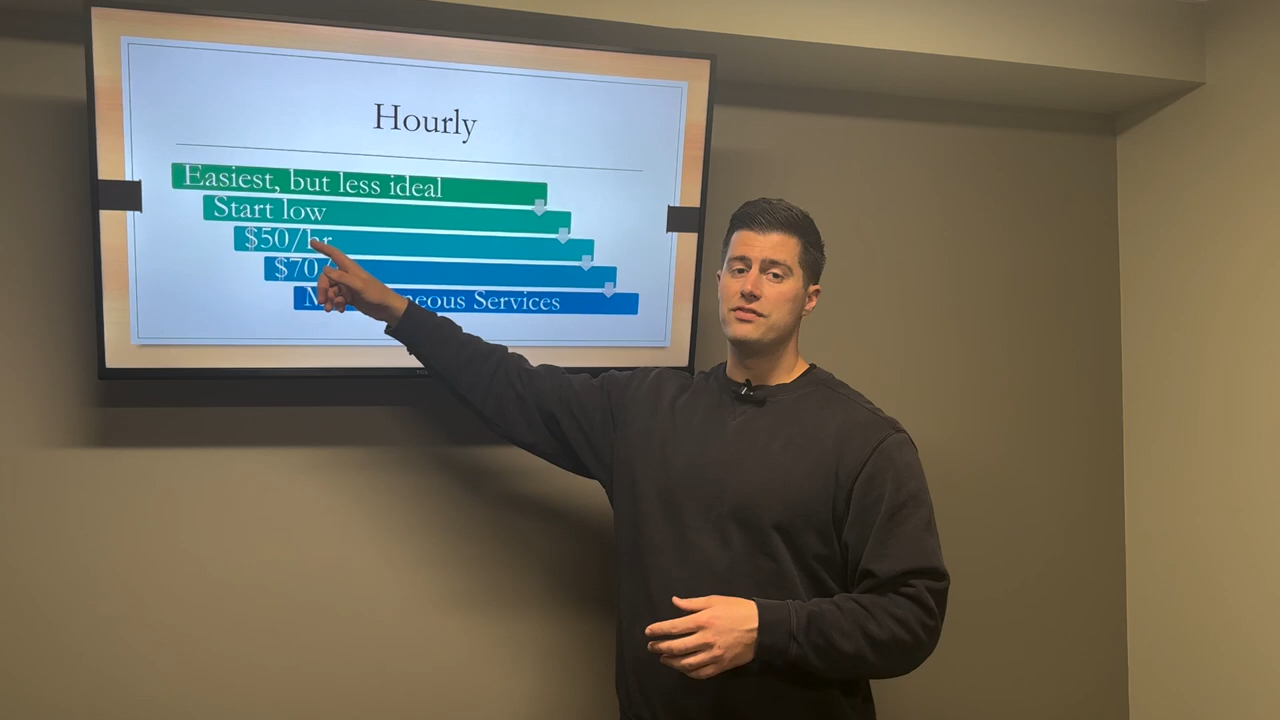 Hourly
Easiest, but less ideal
Start low
$50/hr
$70/
Services